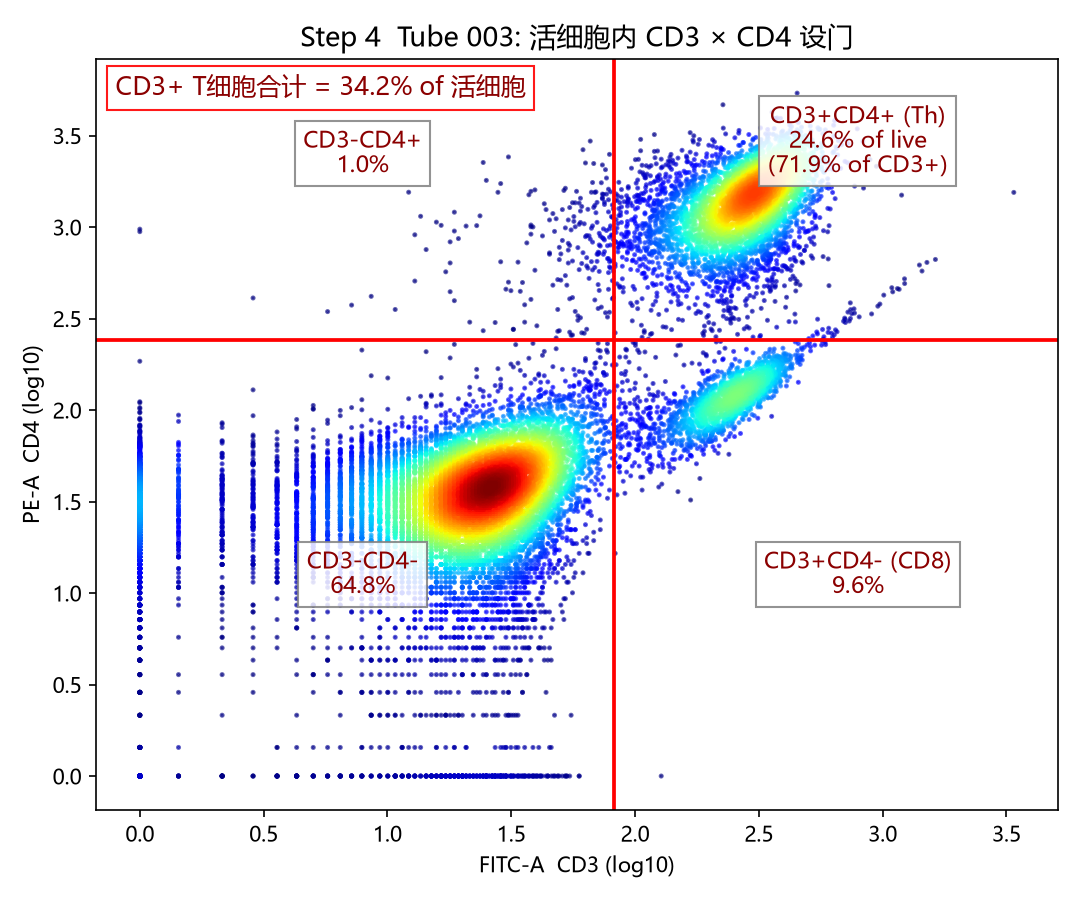 Step 4  Tube 003: 活细胞内 CD3 × CD4 设门
CD3+ T细胞合计 = 34.2% of 活细胞
CD3-CD4+
1.0%
CD3+CD4+ (Th)
24.6% of live
(71.9% of CD3+)
CD3-CD4-
64.8%
CD3+CD4- (CD8)
9.6%
PE-A  CD4 (log10)
3.5
3.0
2.5
2.0
1.5
1.0
0.5
0.0
0.0 0.5 1.0 1.5 2.0 2.5 3.0 3.5
FITC-A  CD3 (log10)